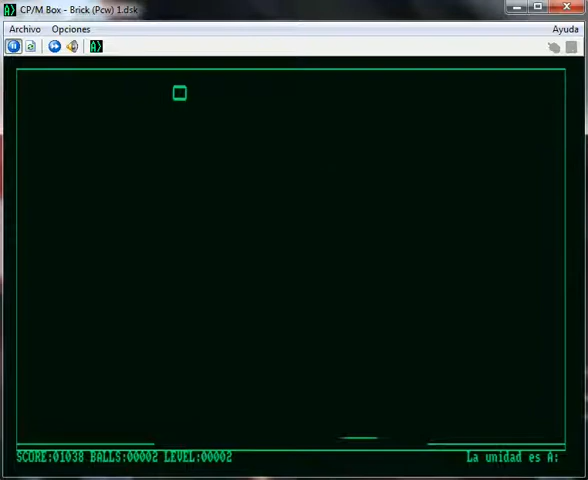 CP/M Box - Brick (Pcw) 1.dsk
Archivo Opciones Ayuda
A>
SCORE:01038 BALLS:00002 LEVEL:00002 La unidad es A: